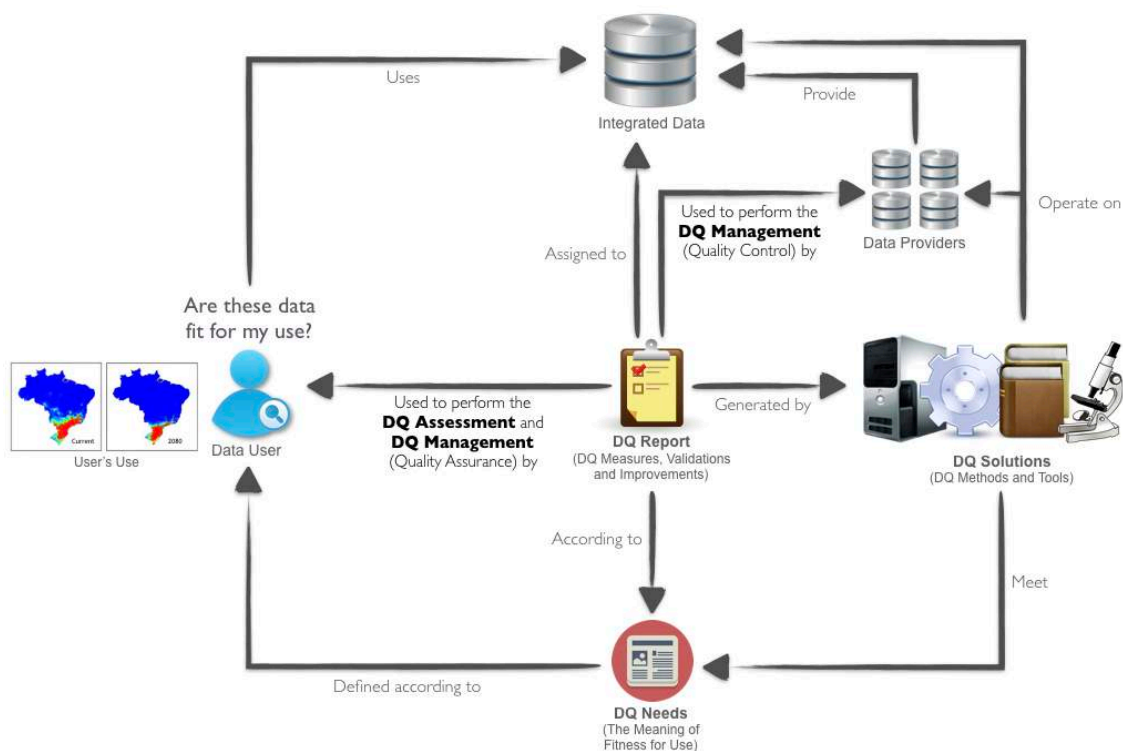 Uses
Integrated Data
Provide
Data Providers
Operate on
Used to perform the
DQ Management
(Quality Control) by
Assigned to
Are these data
fit for my use?
Current
2080
User's Use
Data User
Used to perform the
DQ Assessment and
DQ Management
(Quality Assurance) by
DQ Report
(DQ Measures, Validations
and Improvements)
Generated by
DQ Solutions
(DQ Methods and Tools)
According to
Meet
Defined according to
DQ Needs
(The Meaning of
Fitness for Use)